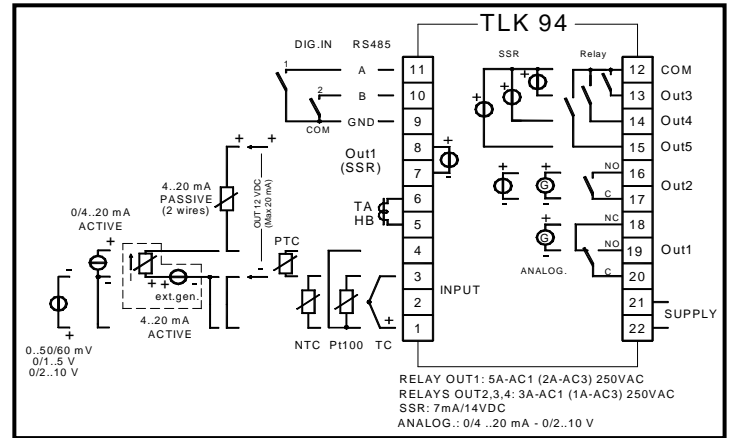 TLK 94
DIG.IN RS485
SSR Relay
1 A 11 12 COM
2 B 10 13 Out3
GND 9 14 Out4
COM
8 15 Out5
Out1
(SSR)
7 16 NO Out2
17 C
TA
HB
6
5
18 NC
19 NO Out1
20 C
ANALOG.
G
G
4
3 INPUT
2
1
21 SUPPLY
22
4..20 mA
PASSIVE
(2 wires)
OUT 12 VDC
(Max 20 mA)
0/4..20 mA
ACTIVE
PTC
ext.gen.
4..20 mA
ACTIVE
NTC Pt100 TC
0..50/60 mV
0/1..5 V
0/2..10 V
RELAY OUT1: 5A-AC1 (2A-AC3) 250VAC
RELAYS OUT2,3,4: 3A-AC1 (1A-AC3) 250VAC
SSR: 7mA/14VDC
ANALOG.: 0/4 ..20 mA - 0/2..10 V